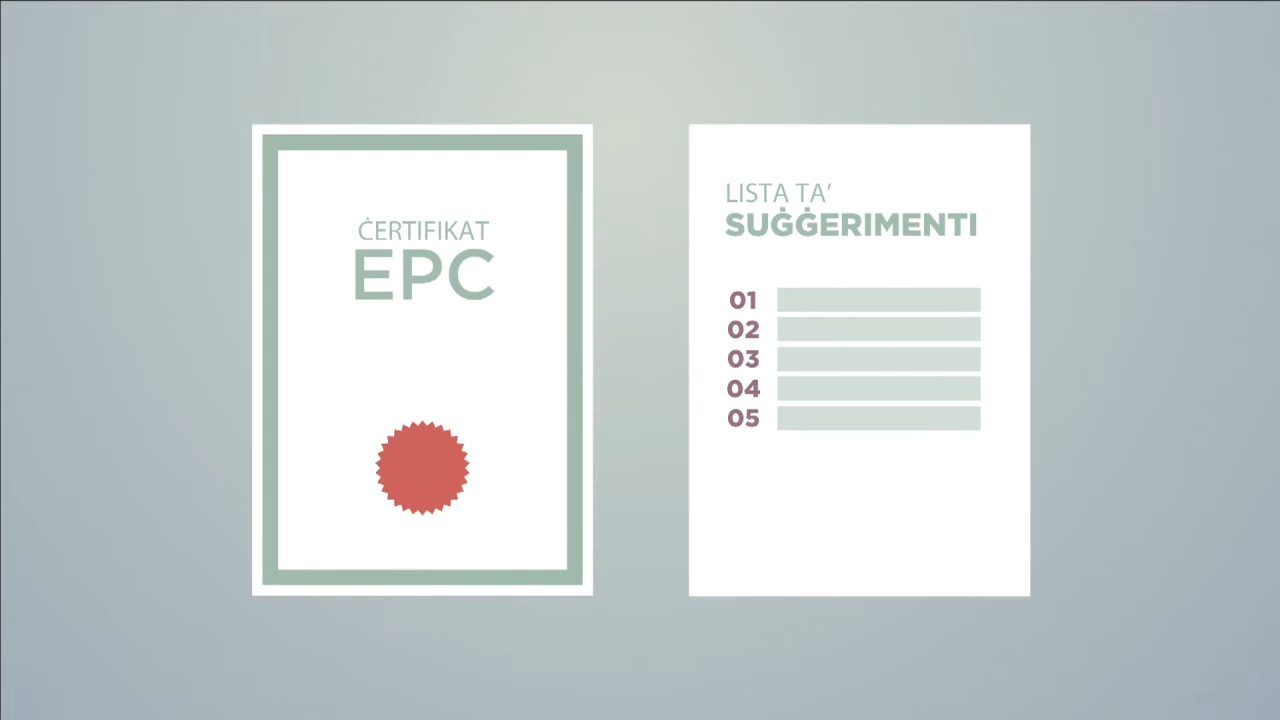 ĊERTIFIKAT
EPC
LISTA TA’
SUĠĠERIMENTI
01
02
03
04
05